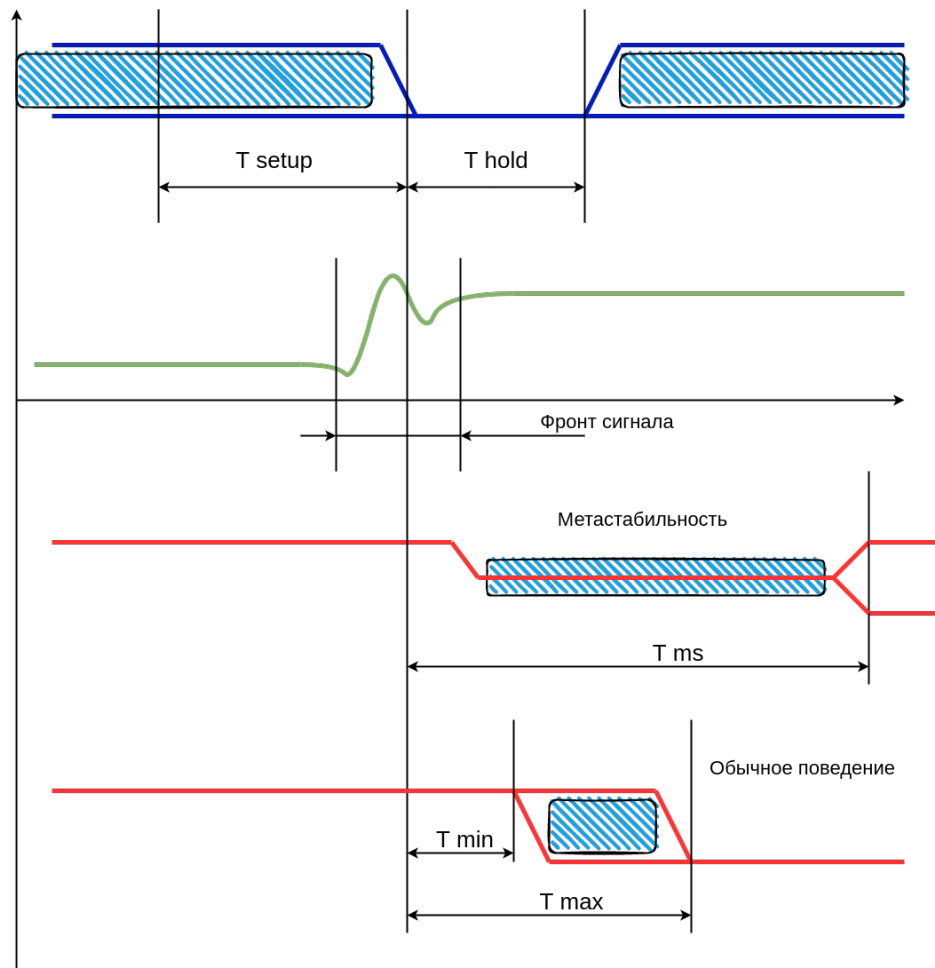 T setup
T hold
Фронт сигнала
Метастабильность
T ms
Обычное поведение
T min
T max